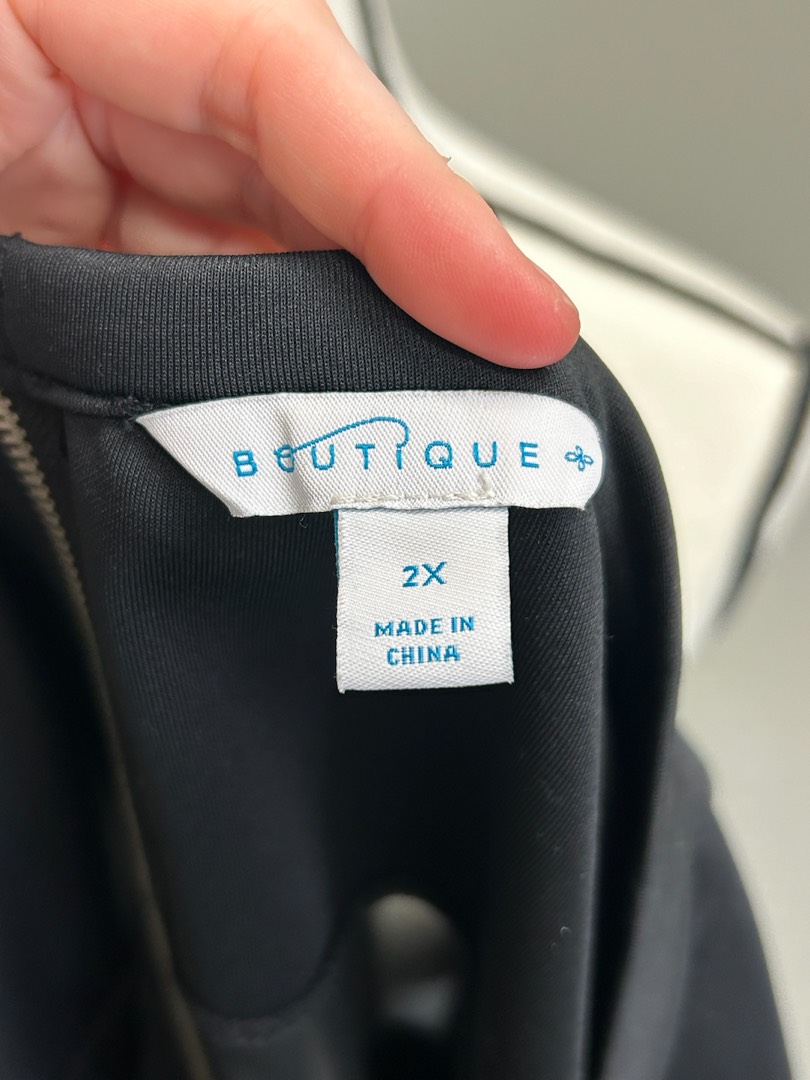 BOUTIQUE +
2X
MADE IN
CHINA